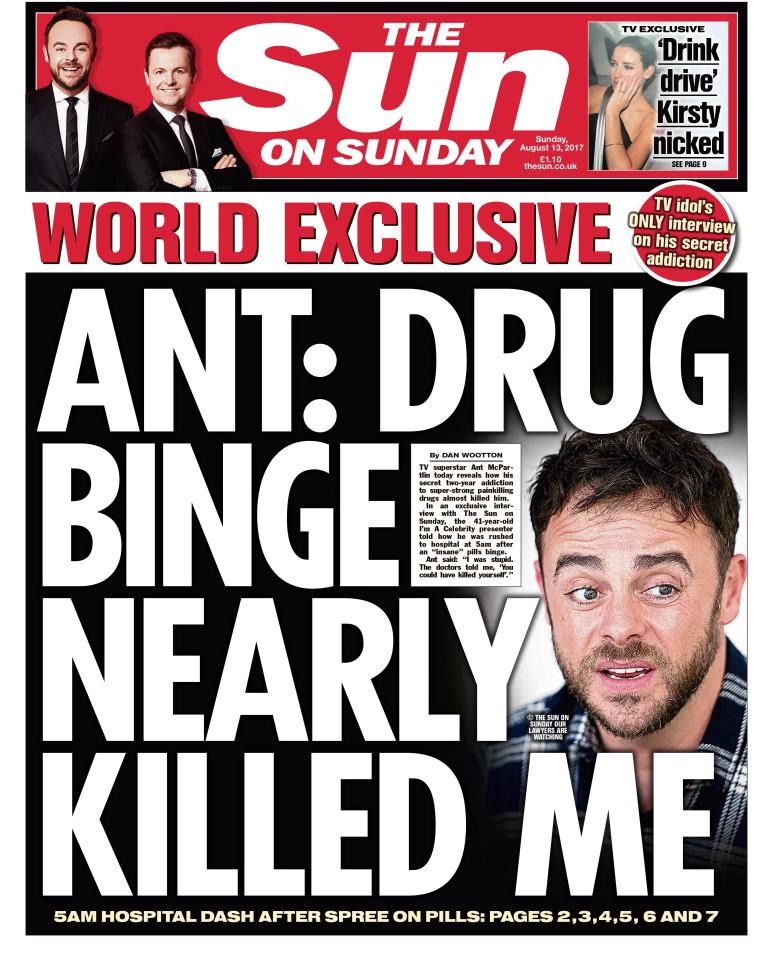 THE
Sun
ON SUNDAY
Sunday,
August 13, 2017
£1.10
thesun.co.uk
TV EXCLUSIVE
'Drink
drive'
Kirsty
nicked
SEE PAGE 9
WORLD EXCLUSIVE
TV idol's
ONLY interview
on his secret
addiction
ANT: DRUG
BINGE
NEARLY
KILLED ME
By DAN WOOTTON
TV superstar Ant McPar-
tlin today reveals how his
secret two-year addiction
to super-strong painkilling
drugs almost killed him.
In an exclusive inter-
view with The Sun on
Sunday, the 41-year-old
I'm A Celebrity presenter
told how he was rushed
to hospital at 5am after
an "insane" pills binge.
Ant said: "I was stupid.
The doctors told me, 'You
could have killed yourself'."
© THE SUN ON
SUNDAY OUR
LAWYERS ARE
WATCHING
5AM HOSPITAL DASH AFTER SPREE ON PILLS: PAGES 2,3,4,5, 6 AND 7